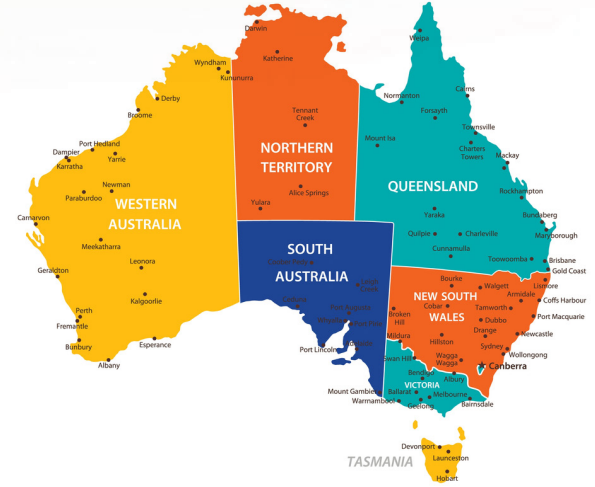 Darwin
Weipa
Katherine
Wyndham
Kununurra
Derby
Cairns
Normanton
Broome
Tennant
Creek
Forsyth
Townsville
Mount Isa
Charters
Towers
Port Hedland
Dampier
Yarrie
Karratha
NORTHERN
TERRITORY
Mackay
Newman
Paraburdoo
Alice Springs
QUEENSLAND
Rockhampton
WESTERN
AUSTRALIA
Yulara
Yaraka
Bundaberg
Carnarvon
Quilpie
Charleville
Maryborough
Meekatharra
SOUTH
AUSTRALIA
Cunnamulla
Leonora
Toowoomba
Brisbane
Geraldton
Gold Coast
Bourke
Walgett
Lismore
Kalgoorlie
NEW SOUTH
WALES
Armidale
Cobar
Coffs Harbour
Tamworth
Perth
Broken
Hill
Dubbo
Port Macquarie
Fremantle
Drange
Newcastle
Mildura
Hillston
Bunbury
Esperance
Port Lincoln
Sydney
Wollongong
Swan Hill
Wagga
Wagga
Albany
Canberra
Bendigo
Albury
VICTORIA
Mount Gambier
Ballarat
Melbourne
Warrnambool
Geelong
Bairnsdale
Devonport
Launceston
TASMANIA
Hobart